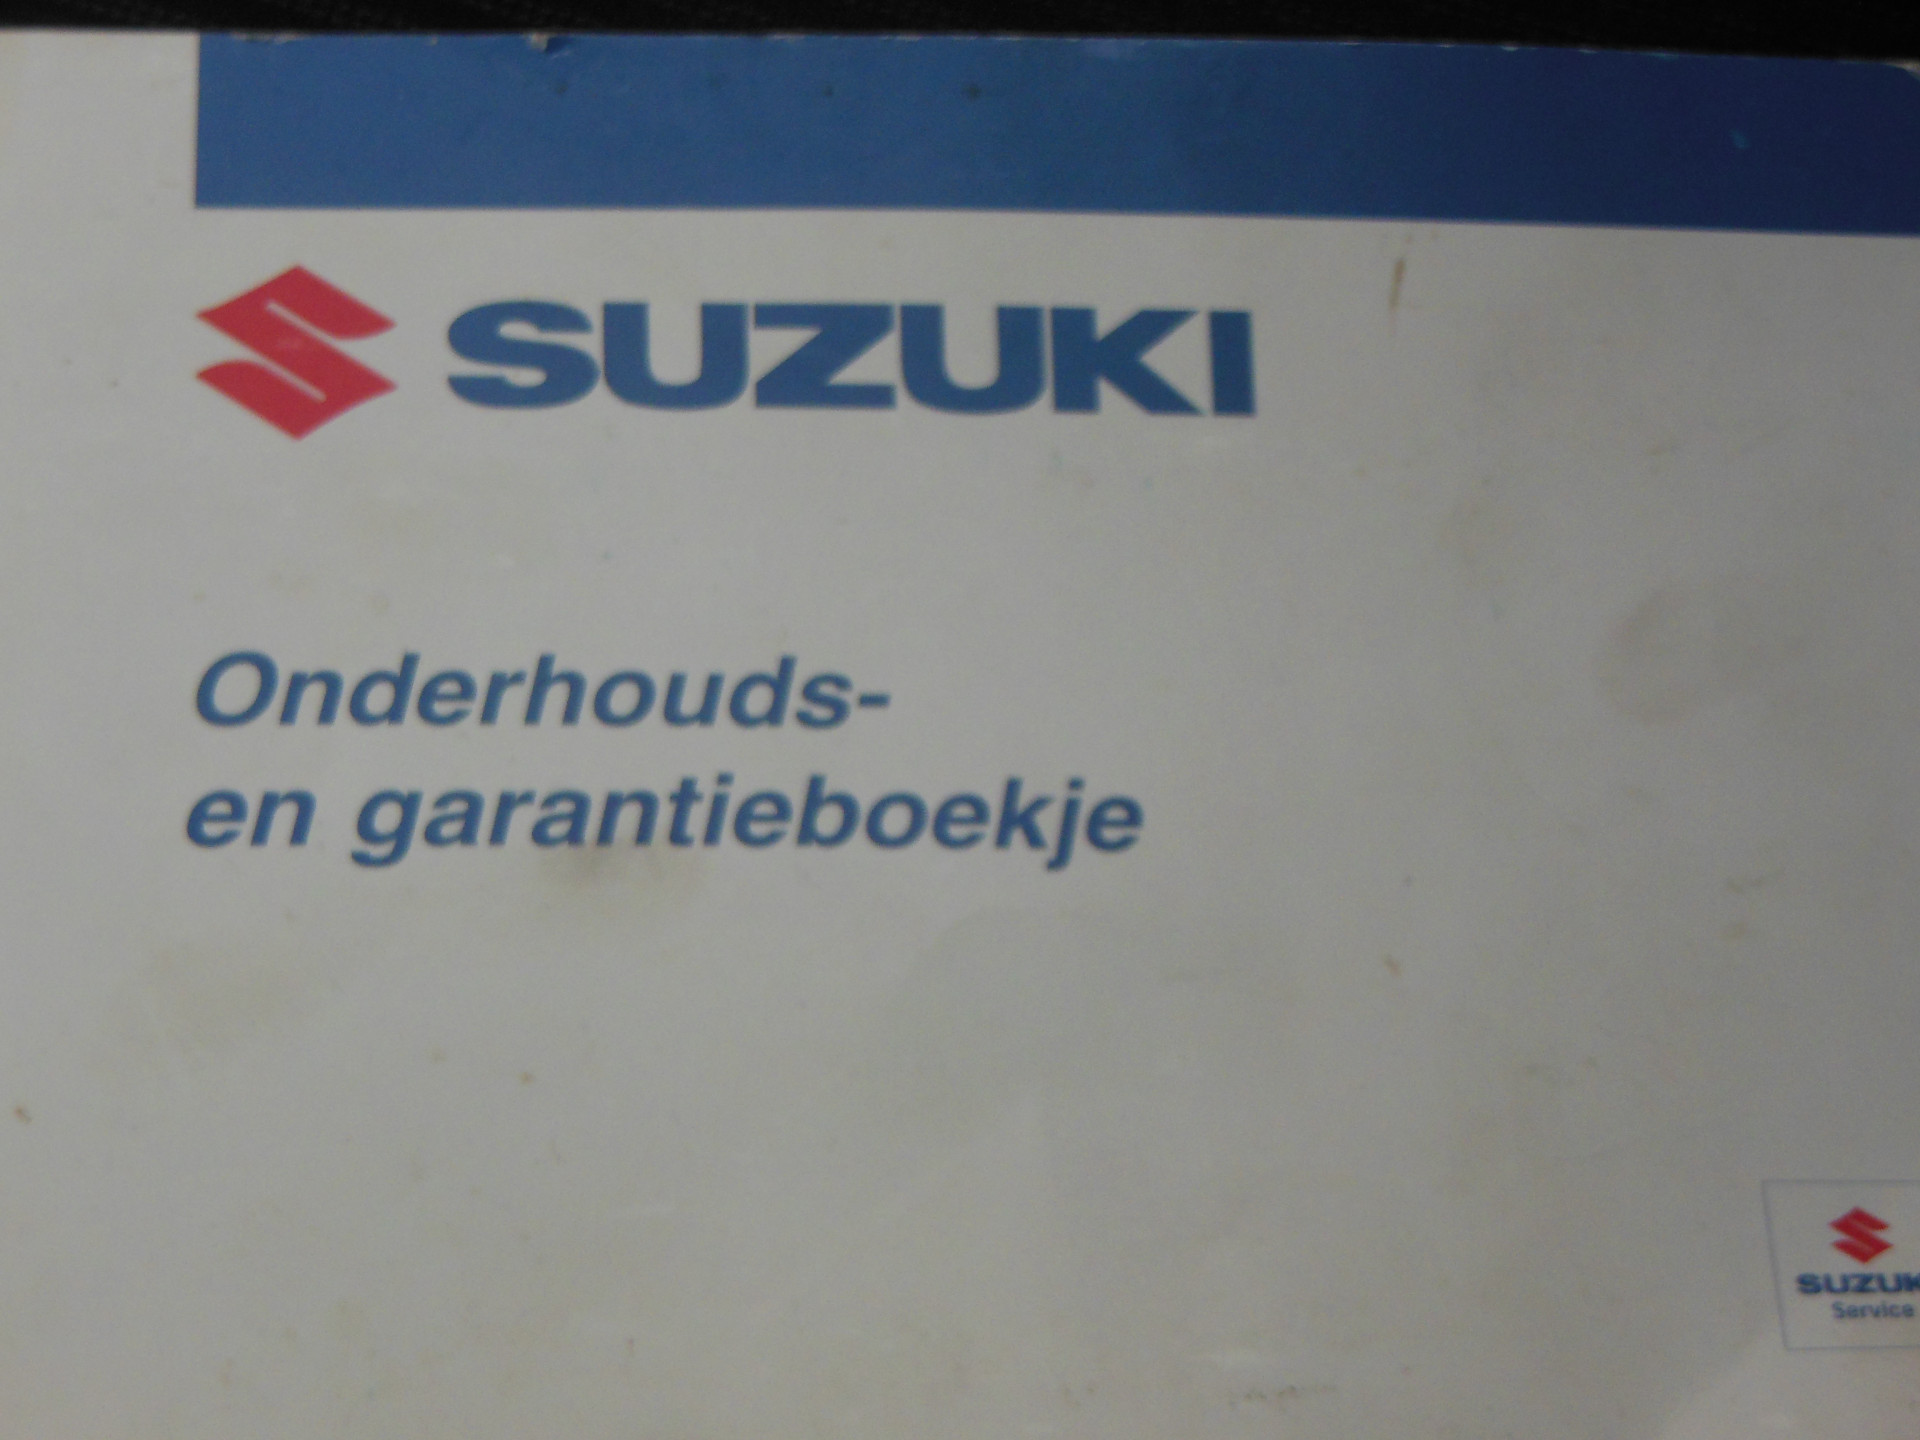 SUZUKI
Onderhouds-
en garantieboekje
SUZUK
Service